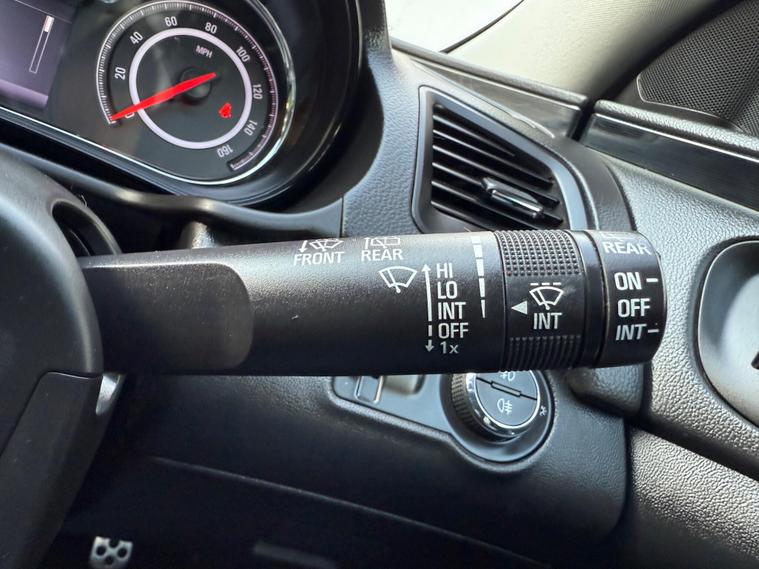 20
40
60
80
100
120
140
160
MPH
FRONT
REAR
HI
LO
INT
OFF
1x
INT
REAR
ON
OFF
INT